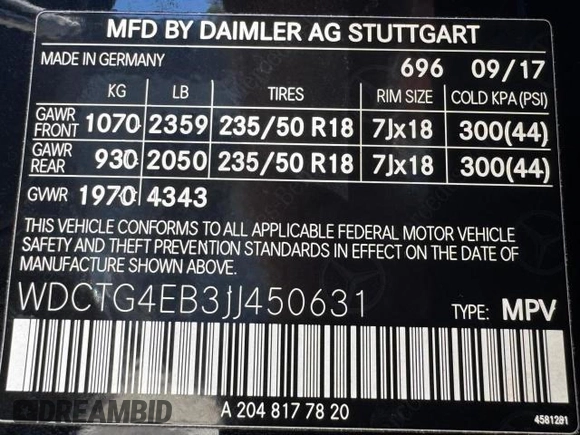 MFD BY DAIMLER AG STUTTGART
MADE IN GERMANY 696 09/17
KG LB TIRES RIM SIZE COLD KPA(PSI)
GAWR FRONT 1070 2359 235/50 R18 7Jx18 300(44)
GAWR REAR 930 2050 235/50 R18 7Jx18 300(44)
GVWR 1970 4343
THIS VEHICLE CONFORMS TO ALL APPLICABLE FEDERAL MOTOR VEHICLE
SAFETY AND THEFT PREVENTION STANDARDS IN EFFECT ON THE DATE OF
MANUFACTURE SHOWN ABOVE.
WDCTG4EB3JJ450631 TYPE: MPV
A 204 817 78 20
4581281
DREAMBID